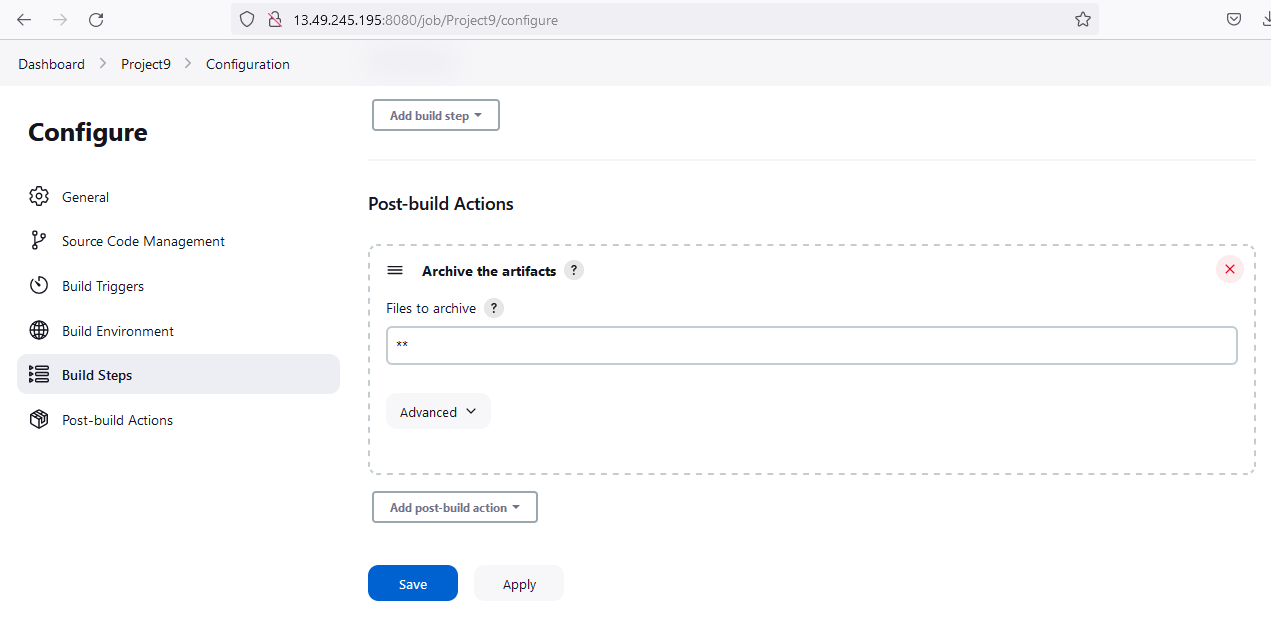 13.49.245.195:8080/job/Project9/configure
Dashboard > Project9 > Configuration
Configure
General
Source Code Management
Build Triggers
Build Environment
Build Steps
Post-build Actions
Add build step
Post-build Actions
Archive the artifacts ?
Files to archive ?
**
Advanced
Add post-build action
Save Apply